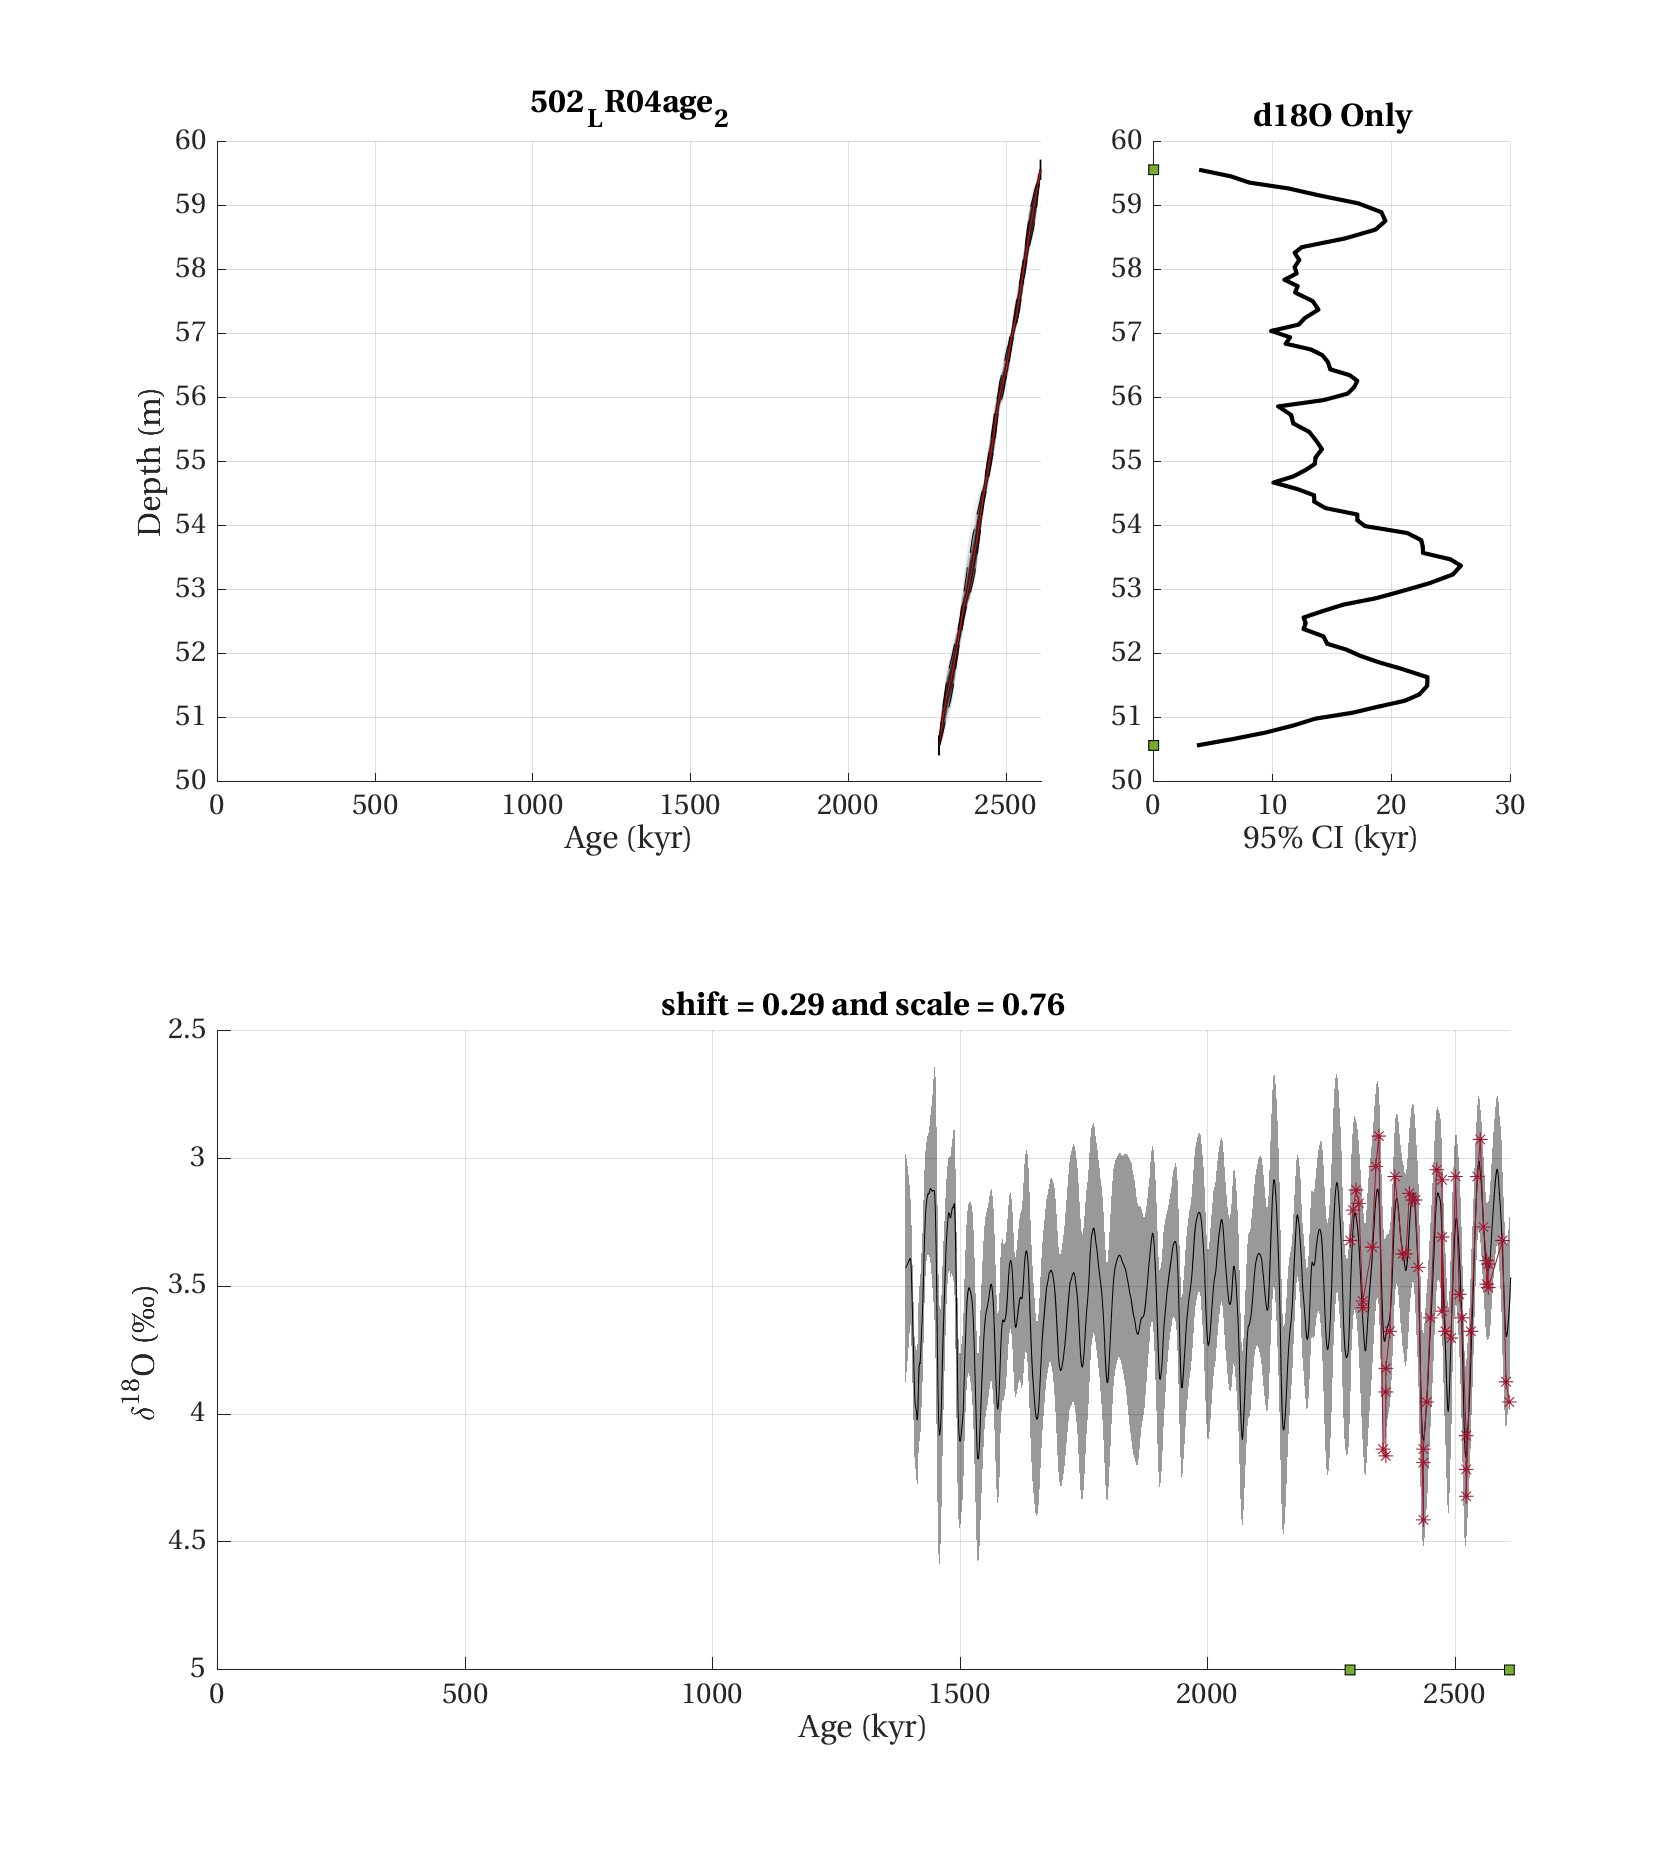 502_L R04age_2
60
59
58
57
56
55
54
53
52
51
50
Depth (m)
0 500 1000 1500 2000 2500
Age (kyr)
d18O Only
60
59
58
57
56
55
54
53
52
51
50
0 10 20 30
95% CI (kyr)
shift = 0.29 and scale = 0.76
2.5
3
3.5
4
4.5
5
δ¹⁸O (‰)
0 500 1000 1500 2000 2500
Age (kyr)